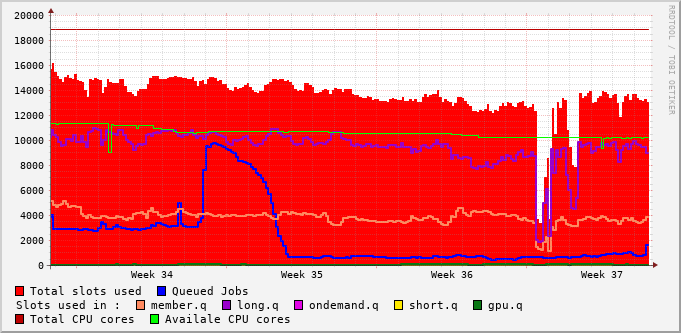 RRDTOOL / TOBI OETIKER
20000
18000
16000
14000
12000
10000
8000
6000
4000
2000
0
Week 34 Week 35 Week 36 Week 37
Total slots used Queued Jobs
Slots used in : member.q long.q ondemand.q short.q gpu.q
Total CPU cores Availale CPU cores